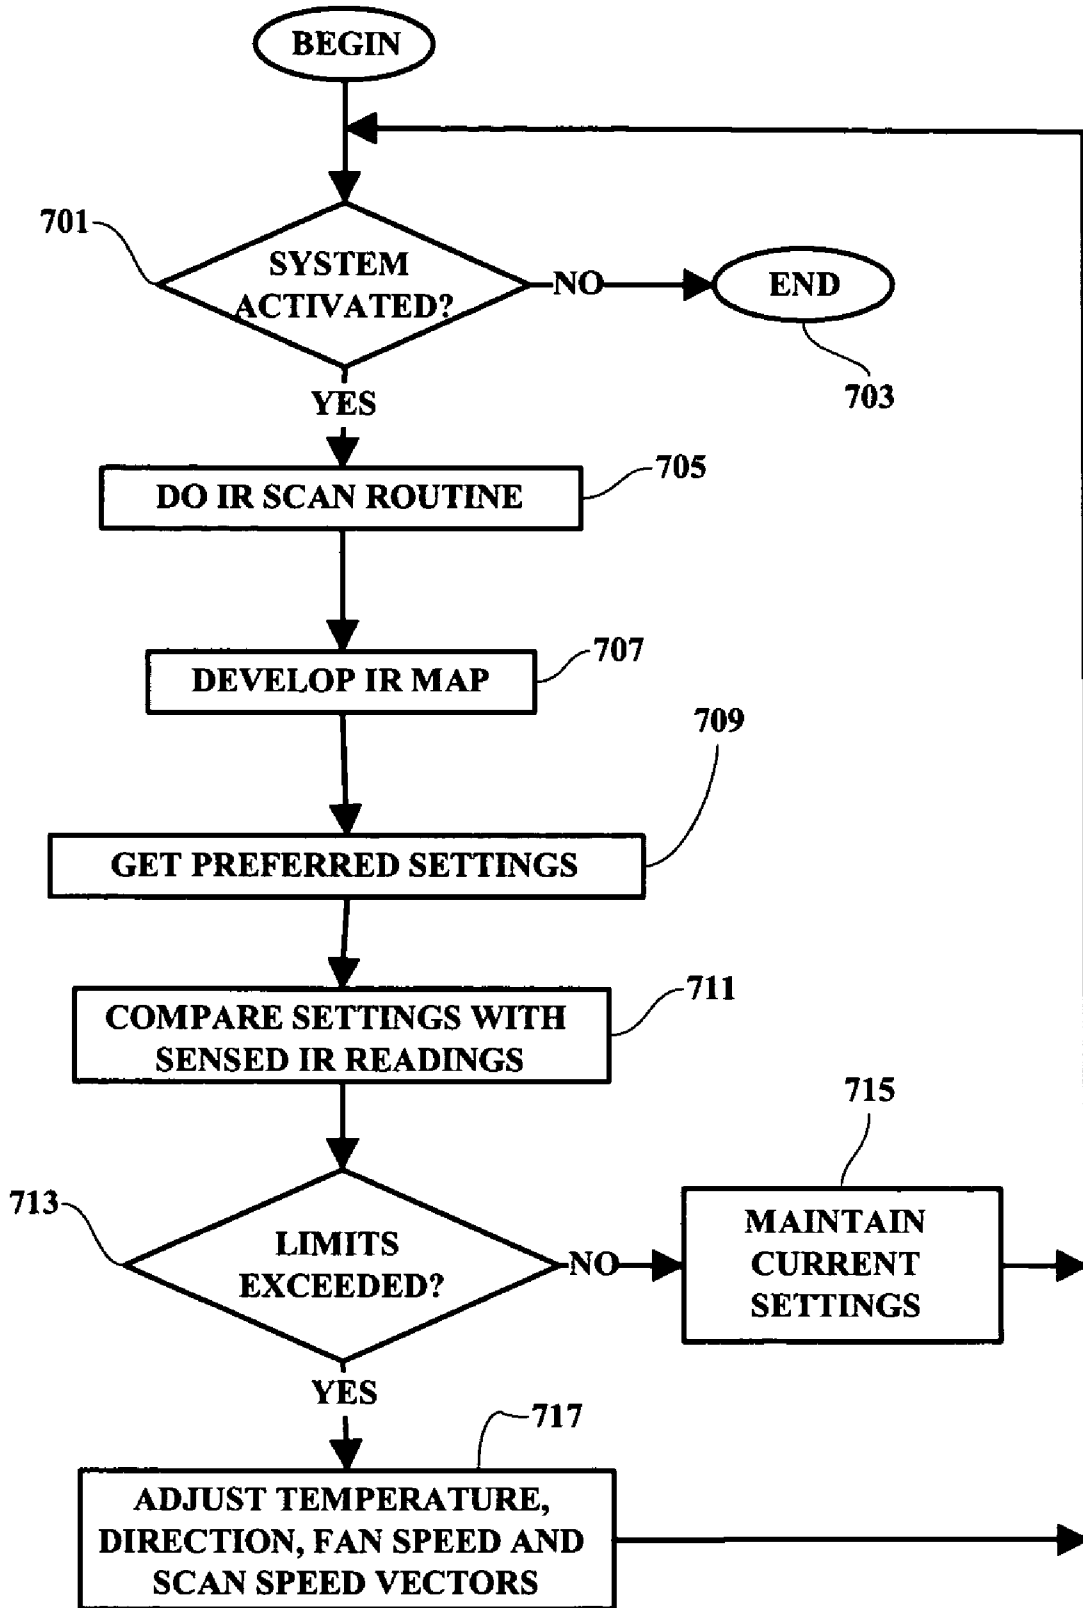 BEGIN
701
SYSTEM
ACTIVATED?
NO
END
703
YES
705
DO IR SCAN ROUTINE
707
DEVELOP IR MAP
709
GET PREFERRED SETTINGS
711
COMPARE SETTINGS WITH
SENSED IR READINGS
713
LIMITS
EXCEEDED?
NO
715
MAINTAIN
CURRENT
SETTINGS
YES
717
ADJUST TEMPERATURE,
DIRECTION, FAN SPEED AND
SCAN SPEED VECTORS